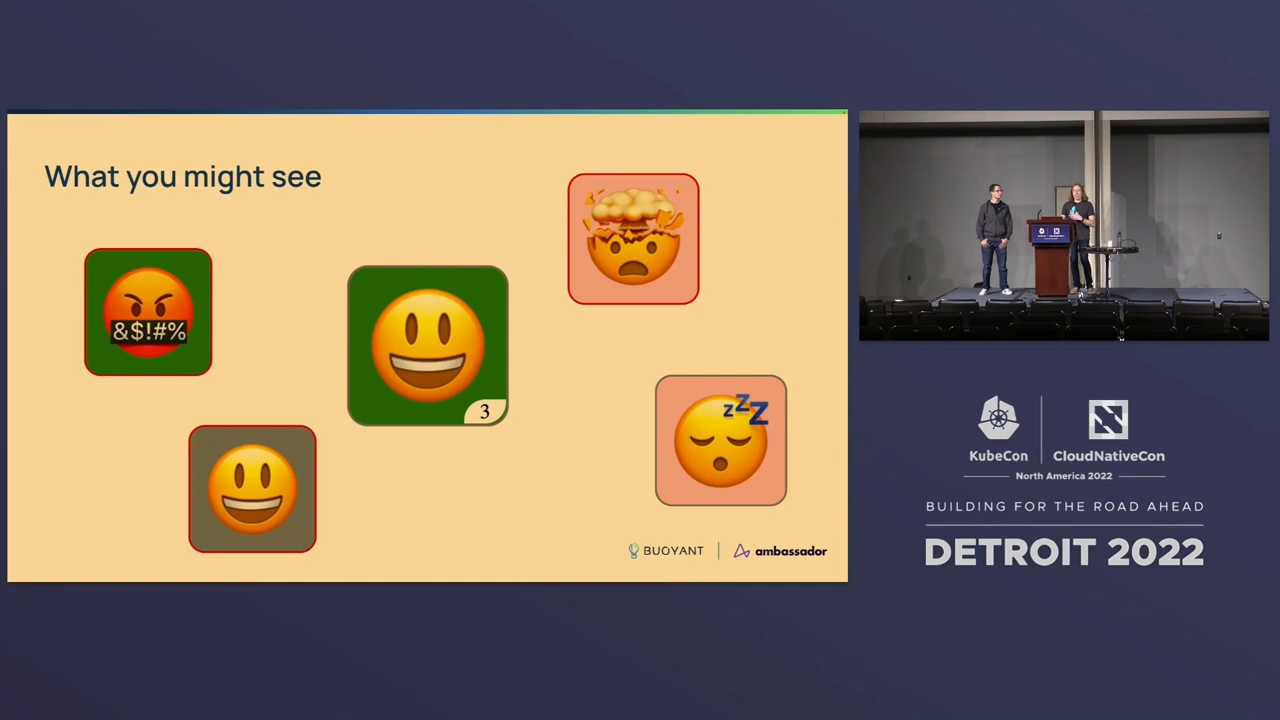 What you might see
&$!#%
3
zzZ
BUOYANT
ambassador
KubeCon
CloudNativeCon
North America 2022
BUILDING FOR THE ROAD AHEAD
DETROIT 2022